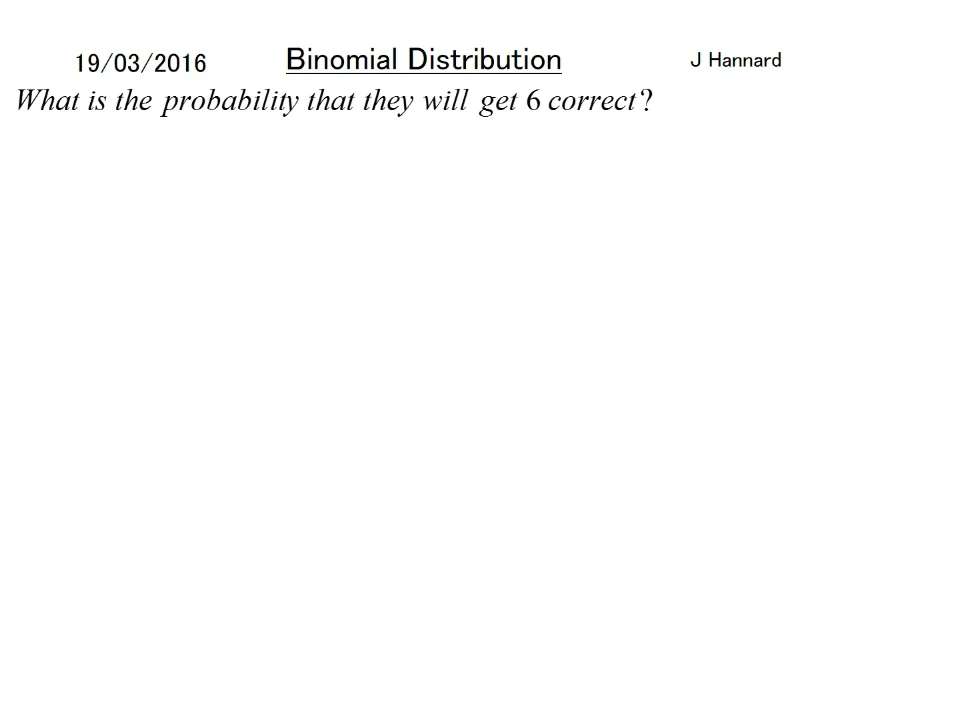 19/03/2016 Binomial Distribution J Hannard
What is the probability that they will get 6 correct?